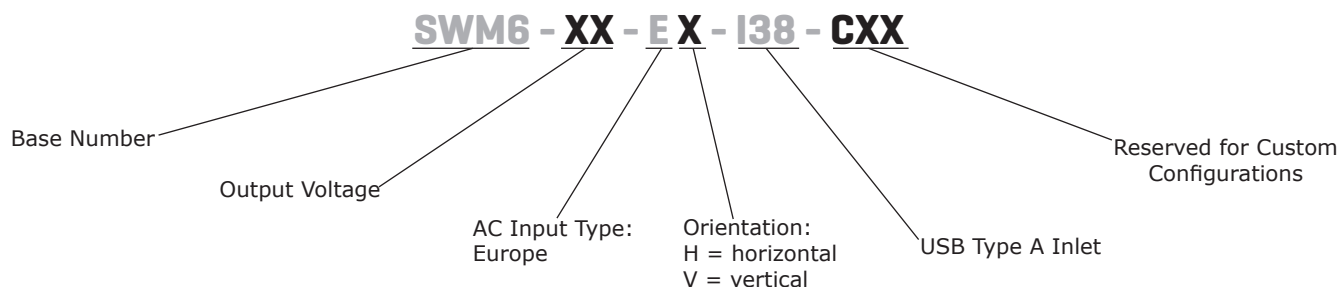 SWM6 - XX - E X - I38 - CXX
Base Number
Output Voltage
AC Input Type:
Europe
Orientation:
H = horizontal
V = vertical
USB Type A Inlet
Reserved for Custom
Configurations